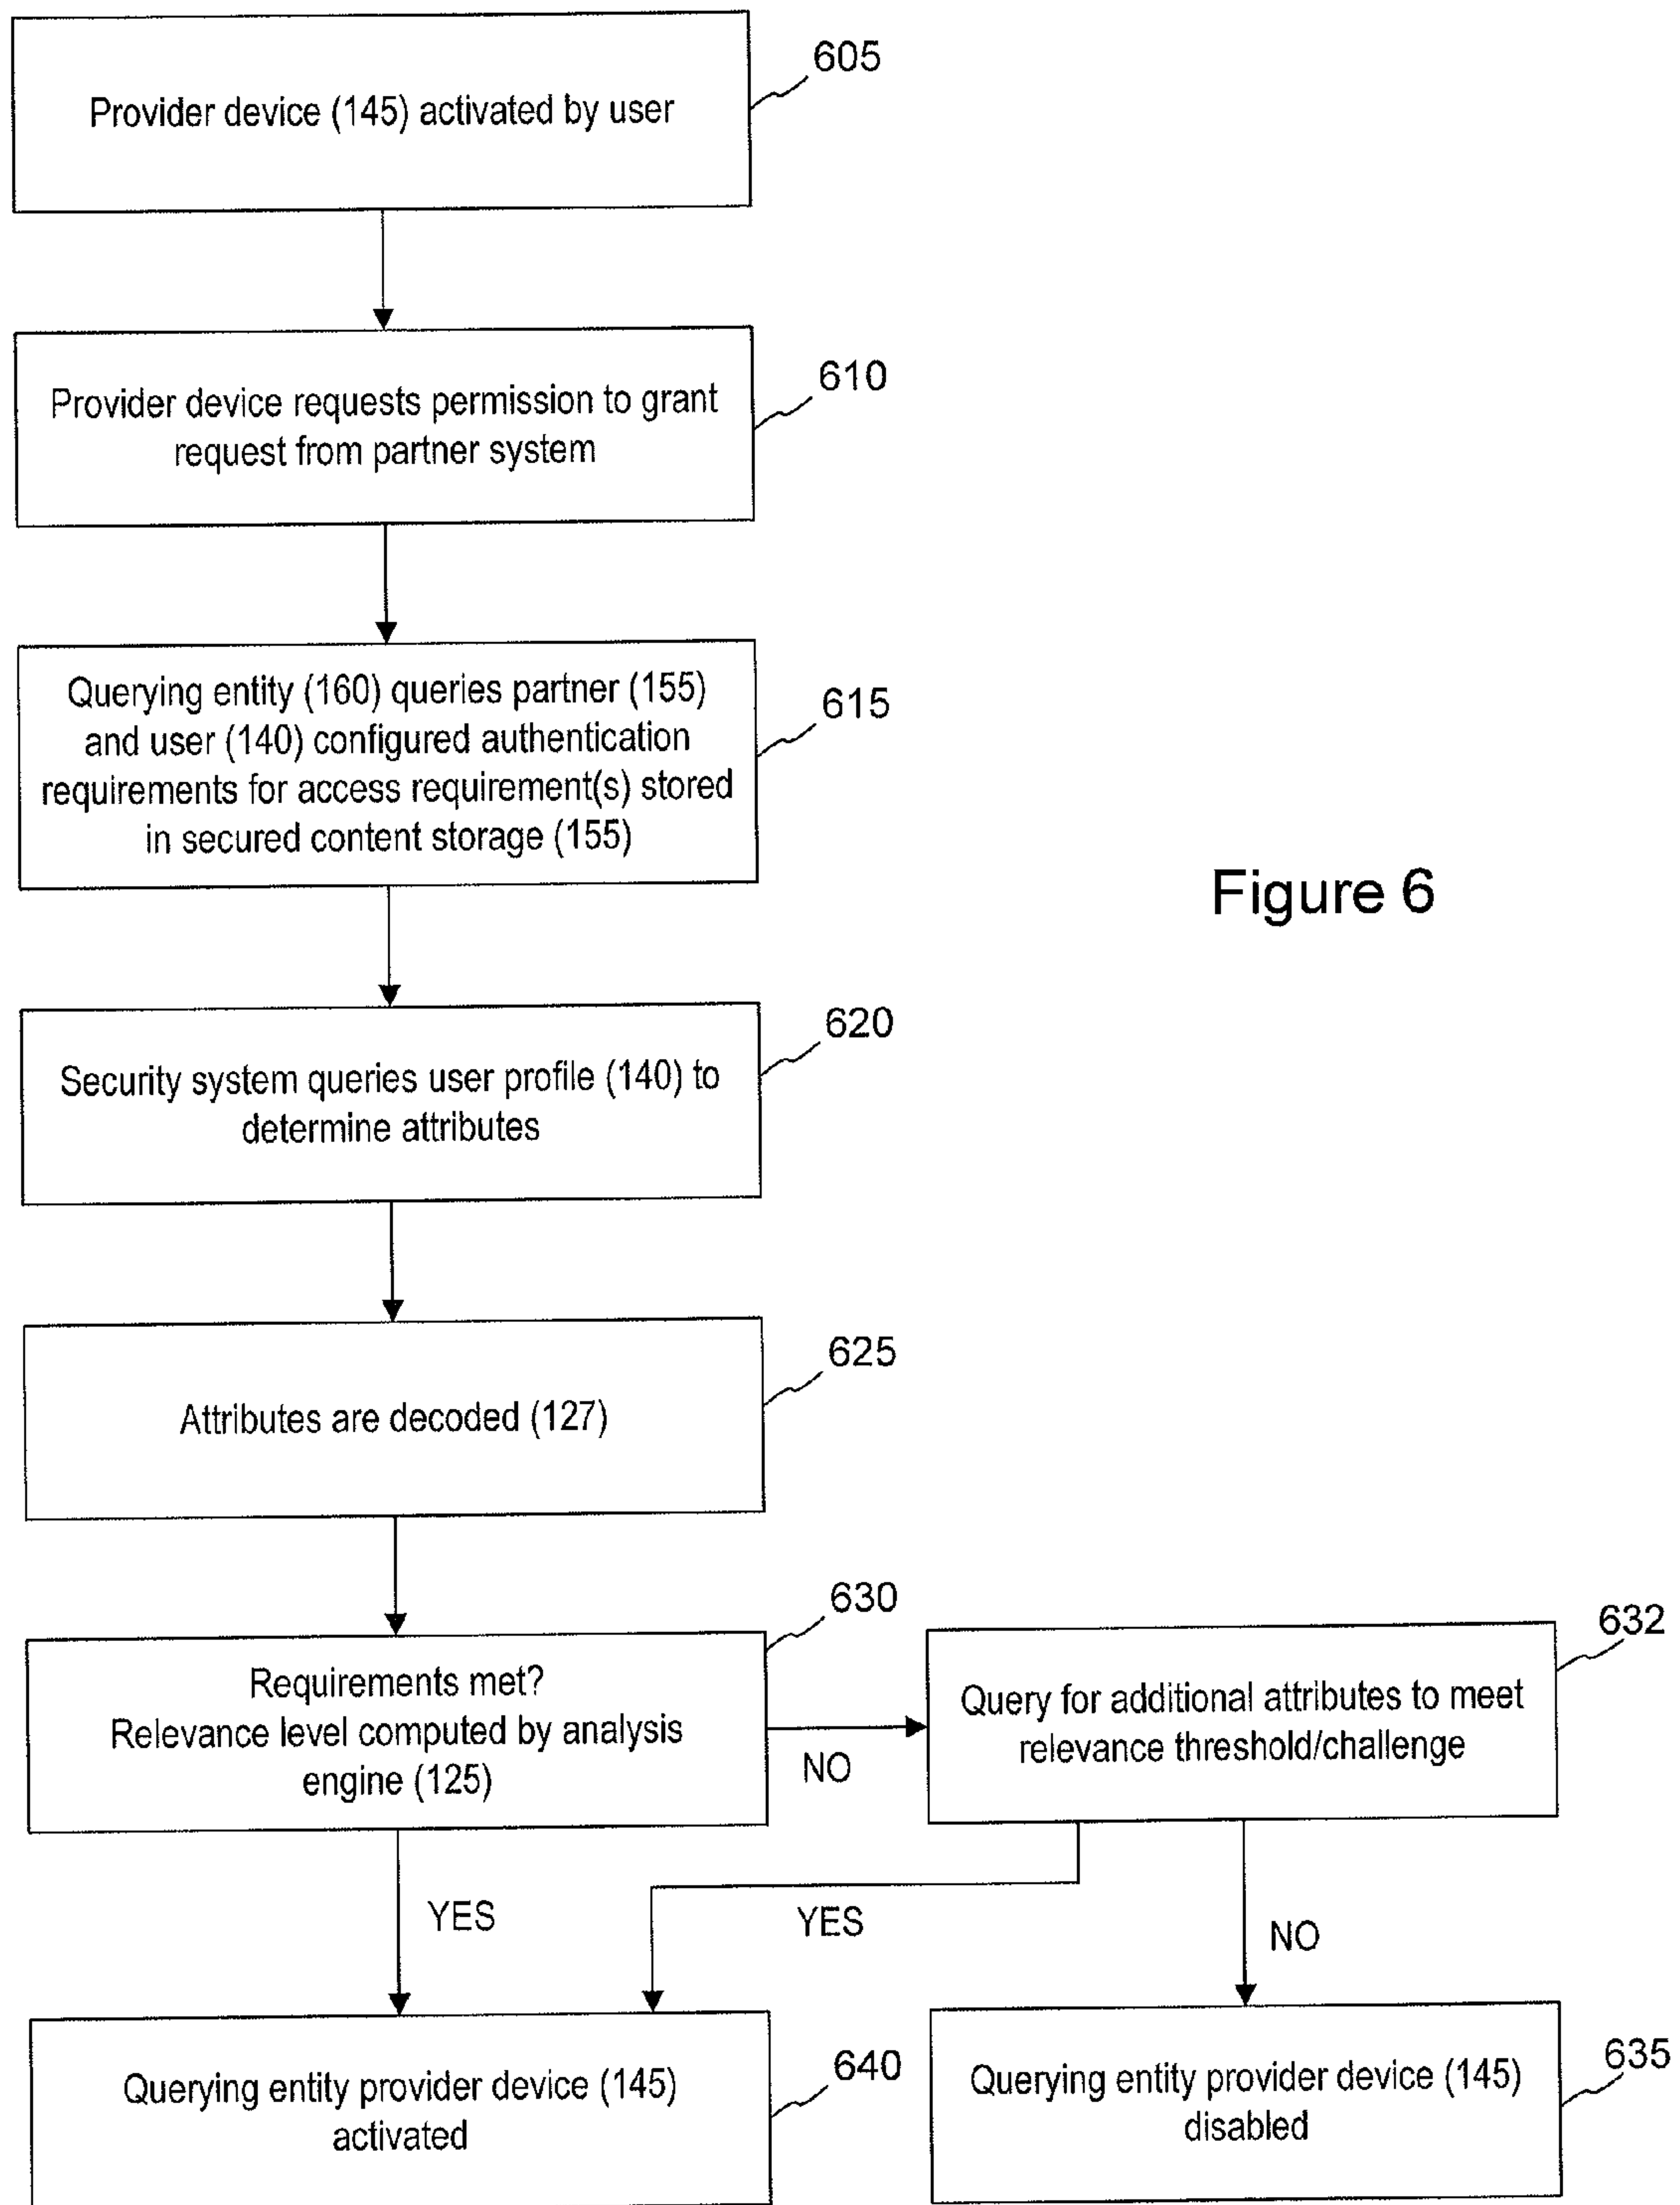 605
Provider device (145) activated by user
610
Provider device requests permission to grant
request from partner system
615
Querying entity (160) queries partner (155)
and user (140) configured authentication
requirements for access requirement(s) stored
in secured content storage (155)
Figure 6
620
Security system queries user profile (140) to
determine attributes
625
Attributes are decoded (127)
630
Requirements met?
Relevance level computed by analysis
engine (125)
NO
632
Query for additional attributes to meet
relevance threshold/challenge
YES
YES
NO
640
Querying entity provider device (145)
activated
635
Querying entity provider device (145)
disabled